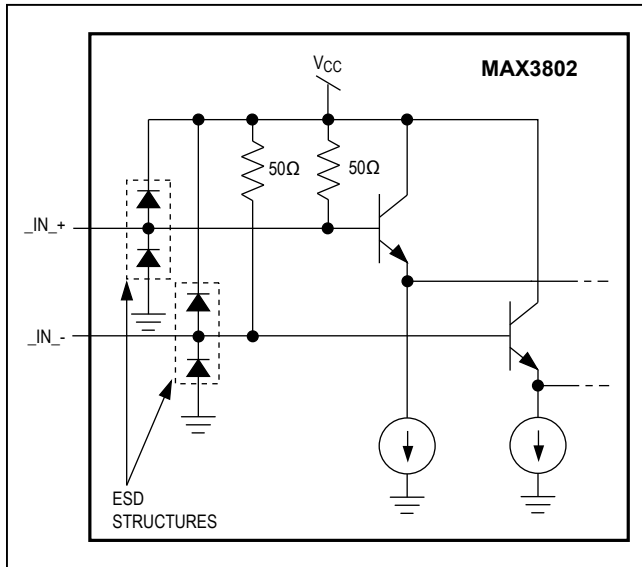 VCC
MAX3802
50Ω
50Ω
_IN_+
_IN_-
ESD
STRUCTURES